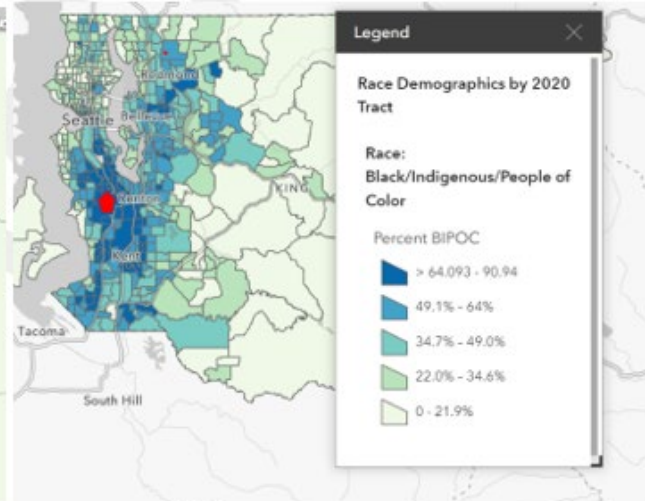 Legend
Race Demographics by 2020
Tract
Race:
Black/Indigenous/People of
Color
Percent BIPOC
> 64.093 - 90.94
49.1% - 64%
34.7% - 49.0%
22.0% - 34.6%
0 - 21.9%
Redmond
Seattle
Bellevue
KING
Renton
Kent
Tacoma
South Hill